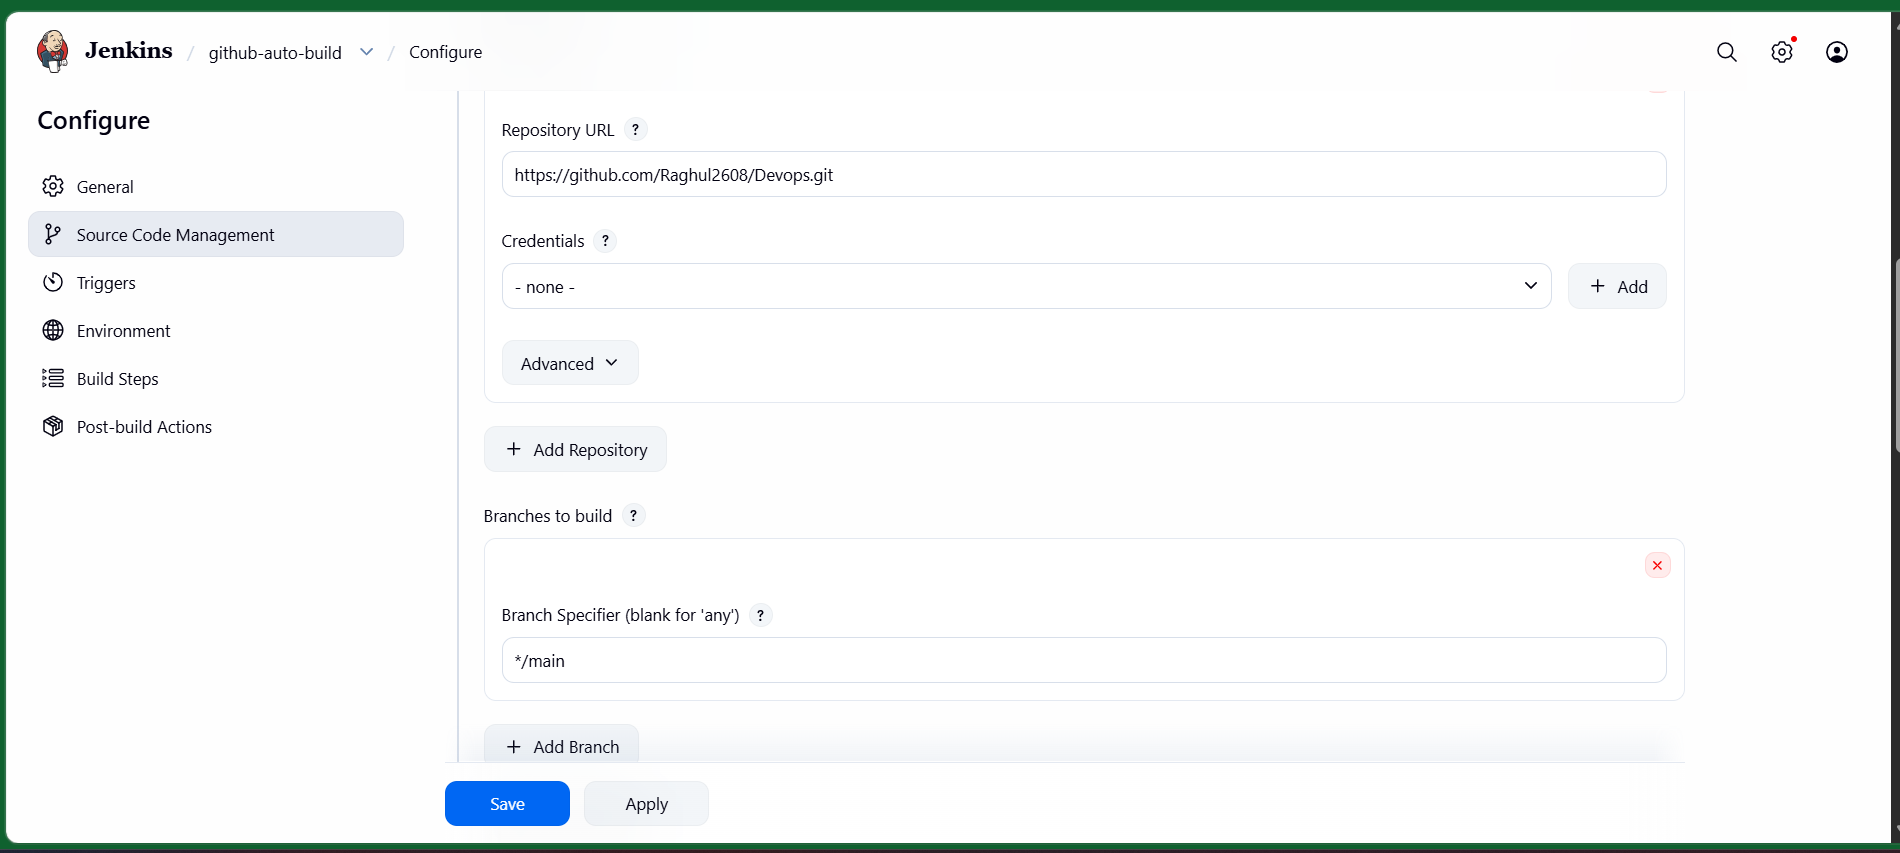 Jenkins / github-auto-build / Configure
Configure
General
Source Code Management
Triggers
Environment
Build Steps
Post-build Actions
Repository URL ?
https://github.com/Raghul2608/Devops.git
Credentials ?
- none -
+ Add
Advanced
+ Add Repository
Branches to build ?
Branch Specifier (blank for 'any') ?
*/main
+ Add Branch
Save
Apply